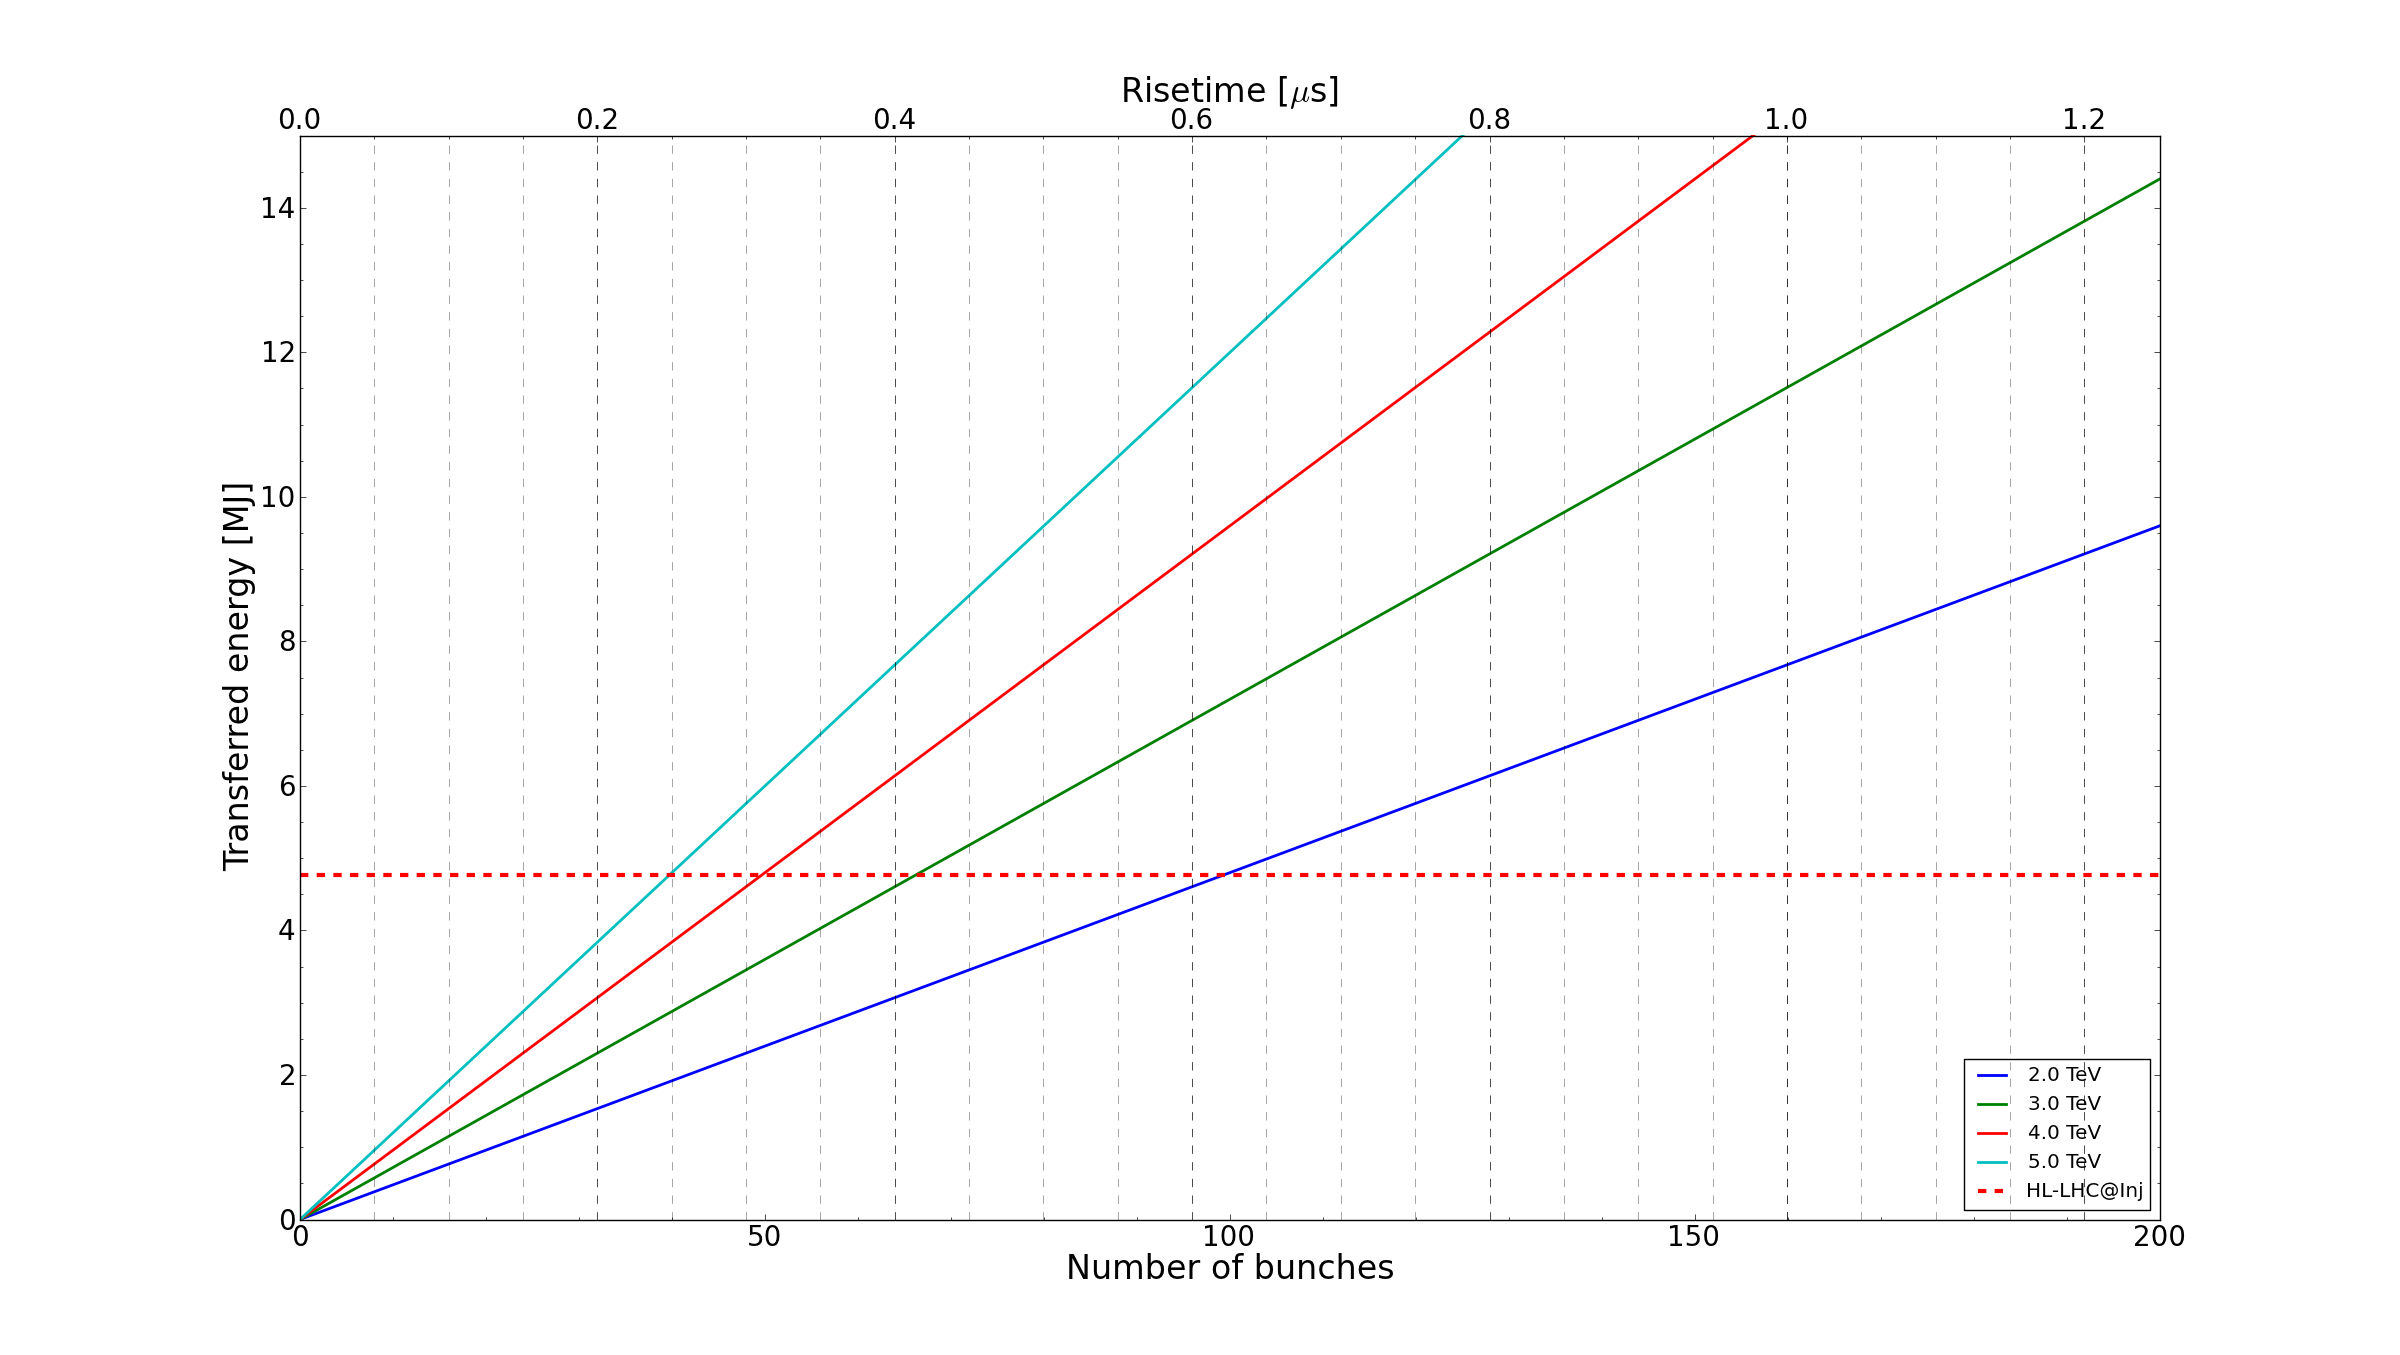 Risetime [μs]
0.0 0.2 0.4 0.6 0.8 1.0 1.2
Transferred energy [MJ]
14
12
10
8
6
4
2
0
2.0 TeV
3.0 TeV
4.0 TeV
5.0 TeV
HL-LHC@Inj
0 50 100 150 200
Number of bunches